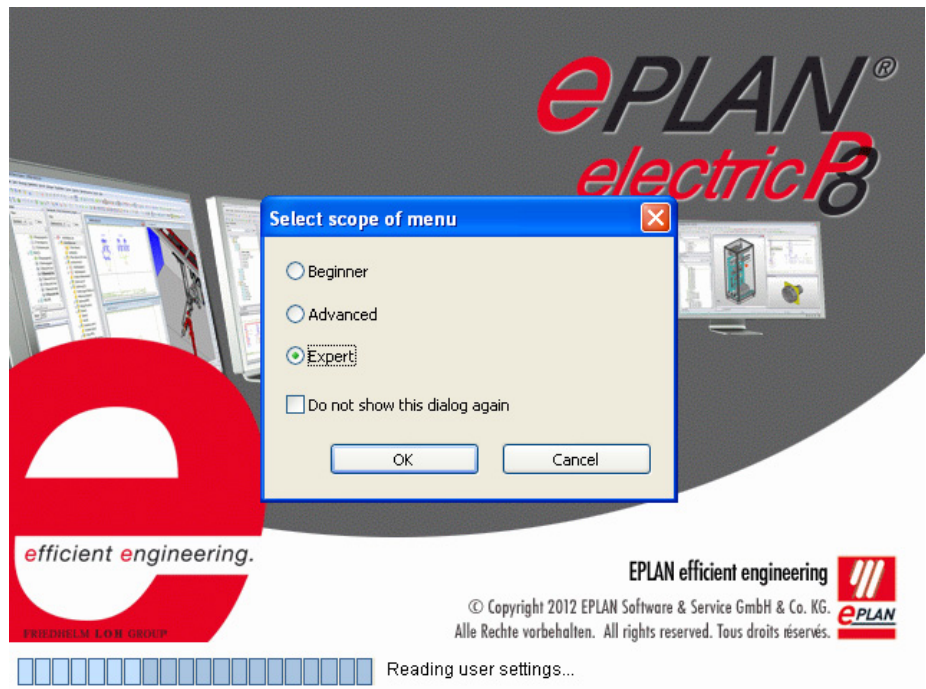 ePLAN®
electric P8
Select scope of menu
Beginner
Advanced
Expert
Do not show this dialog again
OK
Cancel
efficient engineering.
EPLAN efficient engineering
© Copyright 2012 EPLAN Software & Service GmbH & Co. KG.
ePLAN
Alle Rechte vorbehalten. All rights reserved. Tous droits réservés.
FRIEDHELM LOH GROUP
Reading user settings...